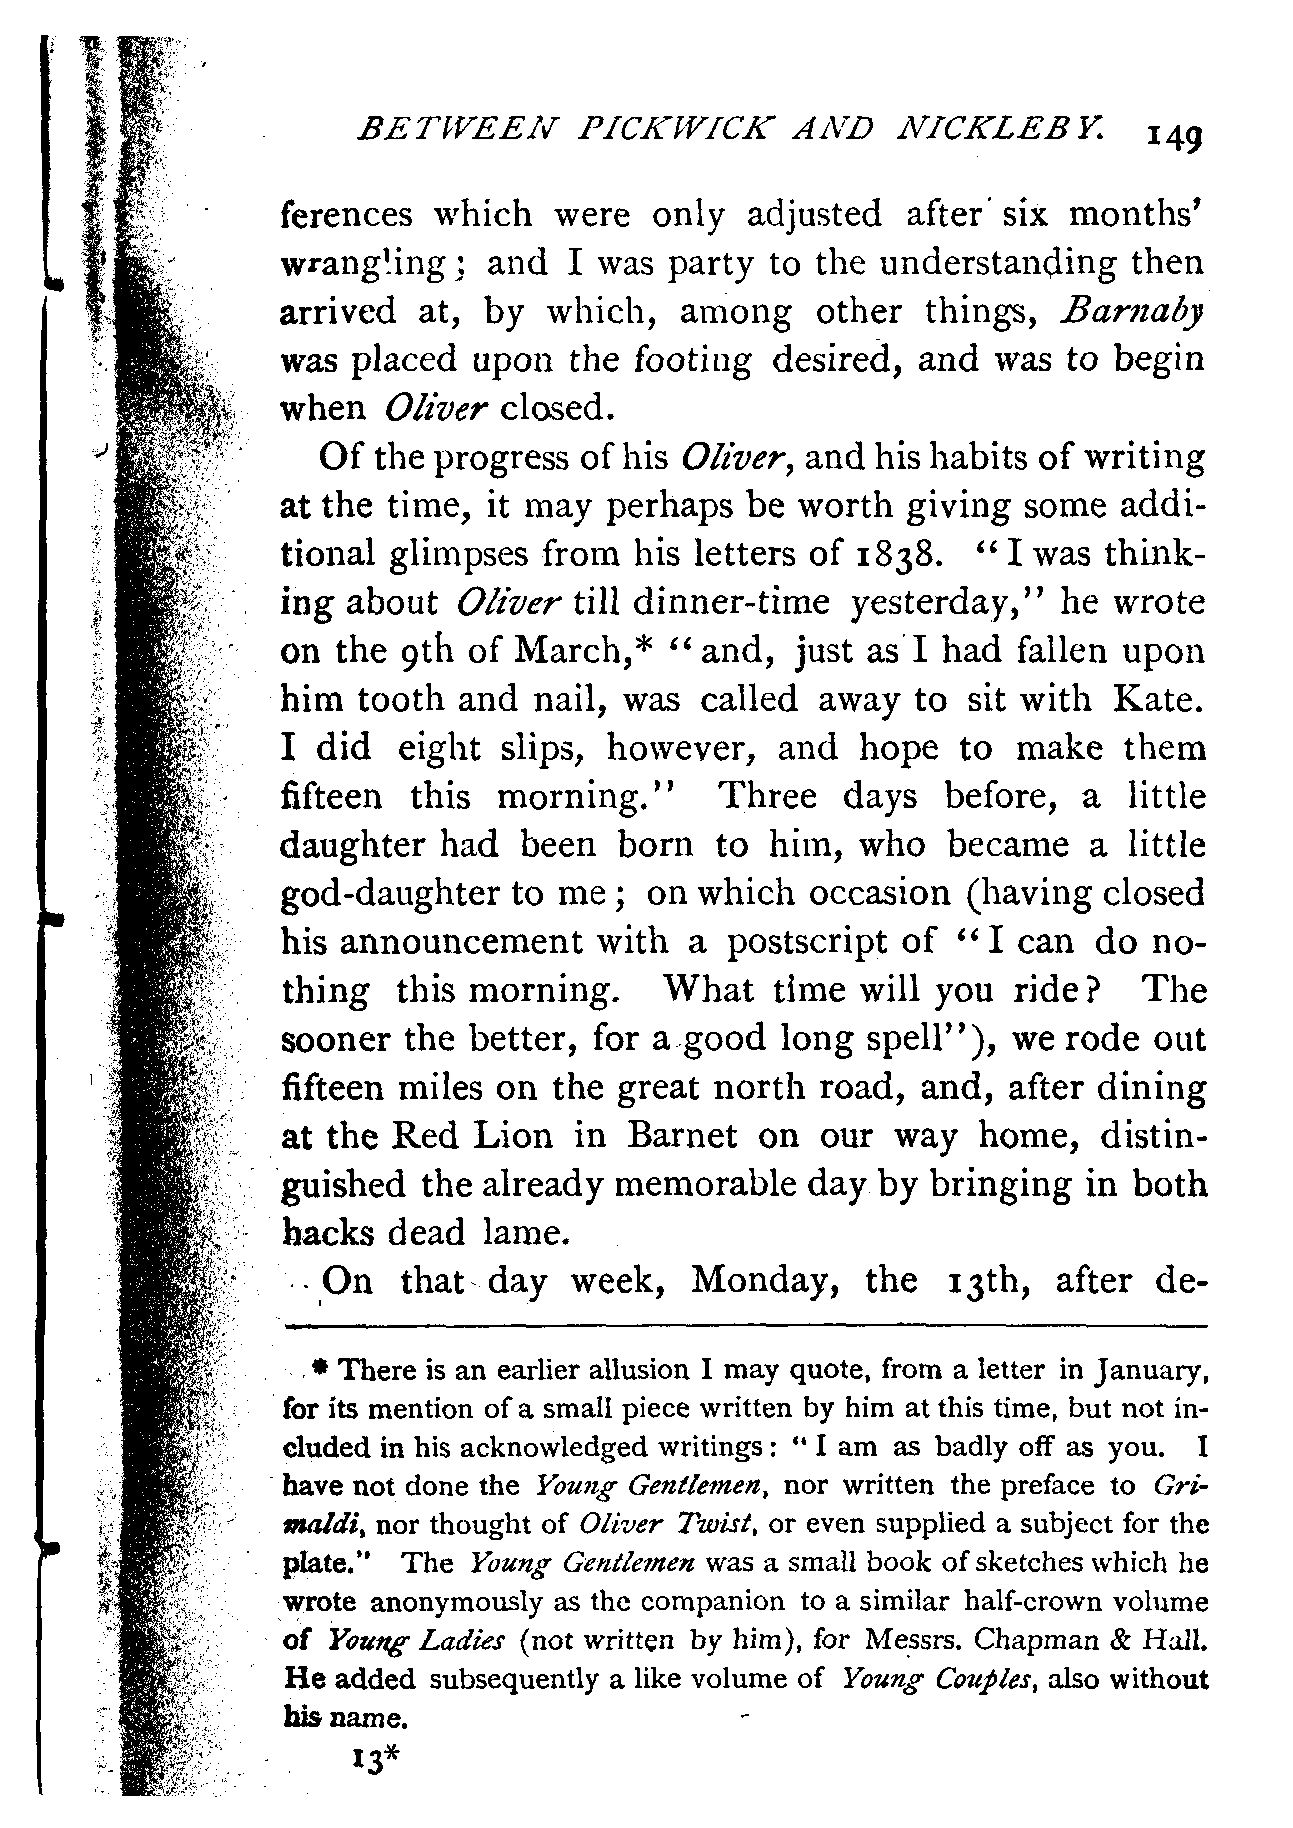 BETWEEN PICKWICK AND NICKLEBY. 149
ferences which were only adjusted after six months'
wrangling; and I was party to the understanding then
arrived at, by which, among other things, Barnaby
was placed upon the footing desired, and was to begin
when Oliver closed.
Of the progress of his Oliver, and his habits of writing
at the time, it may perhaps be worth giving some addi-
tional glimpses from his letters of 1838. "I was think-
ing about Oliver till dinner-time yesterday," he wrote
on the 9th of March,* "and, just as I had fallen upon
him tooth and nail, was called away to sit with Kate.
I did eight slips, however, and hope to make them
fifteen this morning." Three days before, a little
daughter had been born to him, who became a little
god-daughter to me; on which occasion (having closed
his announcement with a postscript of "I can do no-
thing this morning. What time will you ride? The
sooner the better, for a good long spell"), we rode out
fifteen miles on the great north road, and, after dining
at the Red Lion in Barnet on our way home, distin-
guished the already memorable day by bringing in both
hacks dead lame.
On that day week, Monday, the 13th, after de-
* There is an earlier allusion I may quote, from a letter in January,
for its mention of a small piece written by him at this time, but not in-
cluded in his acknowledged writings: "I am as badly off as you. I
have not done the Young Gentlemen, nor written the preface to Gri-
maldi, nor thought of Oliver Twist, or even supplied a subject for the
plate." The Young Gentlemen was a small book of sketches which he
wrote anonymously as the companion to a similar half-crown volume
of Young Ladies (not written by him), for Messrs. Chapman & Hall.
He added subsequently a like volume of Young Couples, also without
his name.
13*